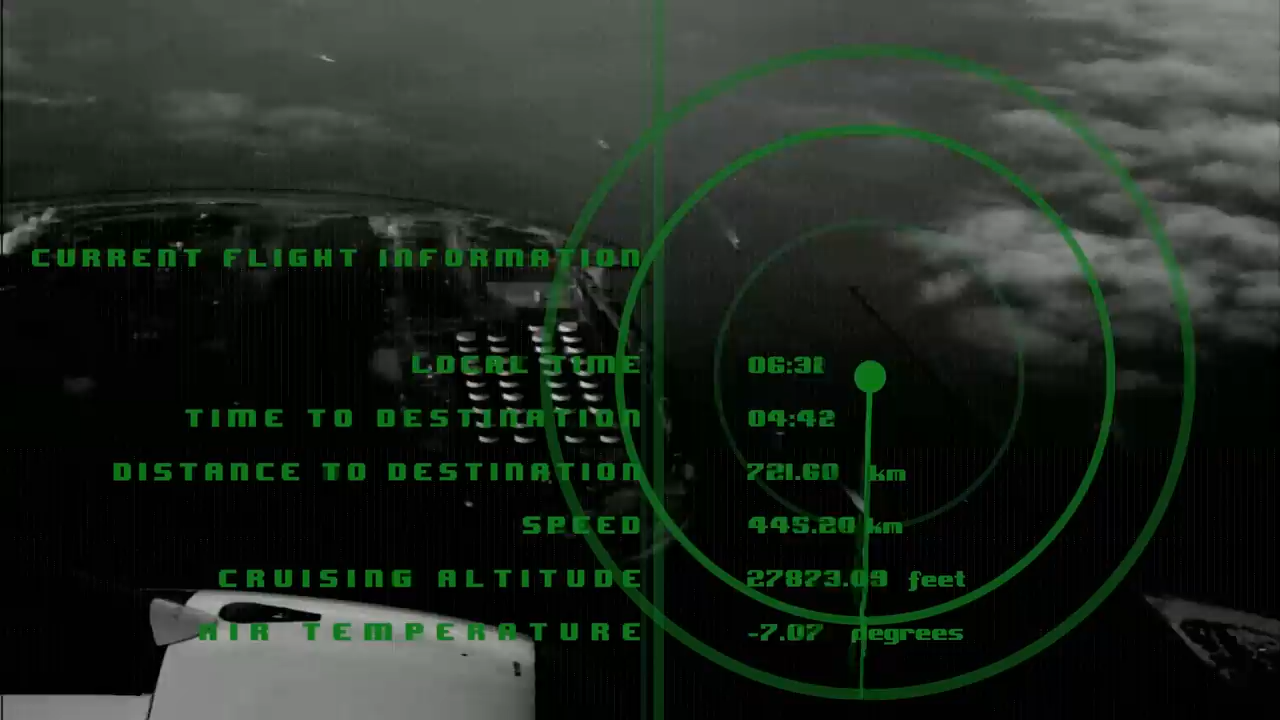 CURRENT FLIGHT INFORMATION
LOCAL TIME 06:31
TIME TO DESTINATION 04:42
DISTANCE TO DESTINATION 721.60 km
SPEED 445.20 km
CRUISING ALTITUDE 27873.09 feet
AIR TEMPERATURE -7.07 degrees